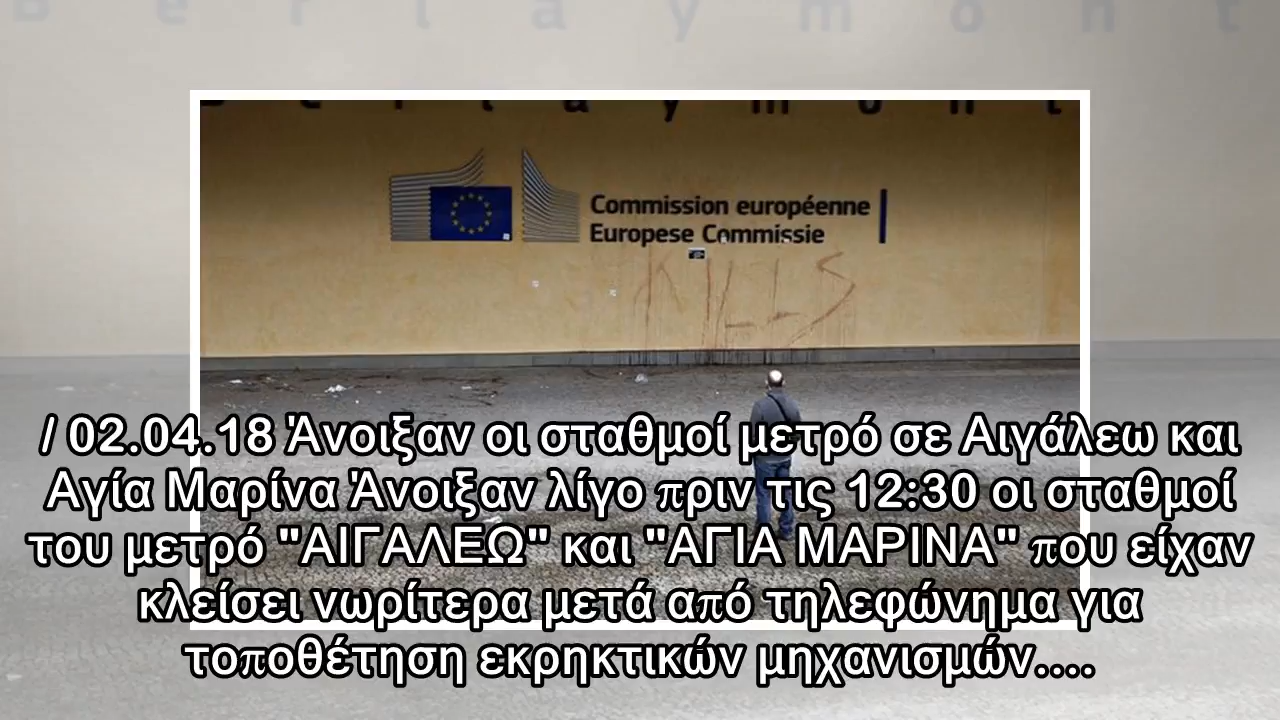 Berlaymont
Berlaymont
Commission européenne
Europese Commissie
/ 02.04.18 Άνοιξαν οι σταθμοί μετρό σε Αιγάλεω και
Αγία Μαρίνα Άνοιξαν λίγο πριν τις 12:30 οι σταθμοί
του μετρό "ΑΙΓΑΛΕΩ" και "ΑΓΙΑ ΜΑΡΙΝΑ" που είχαν
κλείσει νωρίτερα μετά από τηλεφώνημα για
τοποθέτηση εκρηκτικών μηχανισμών....